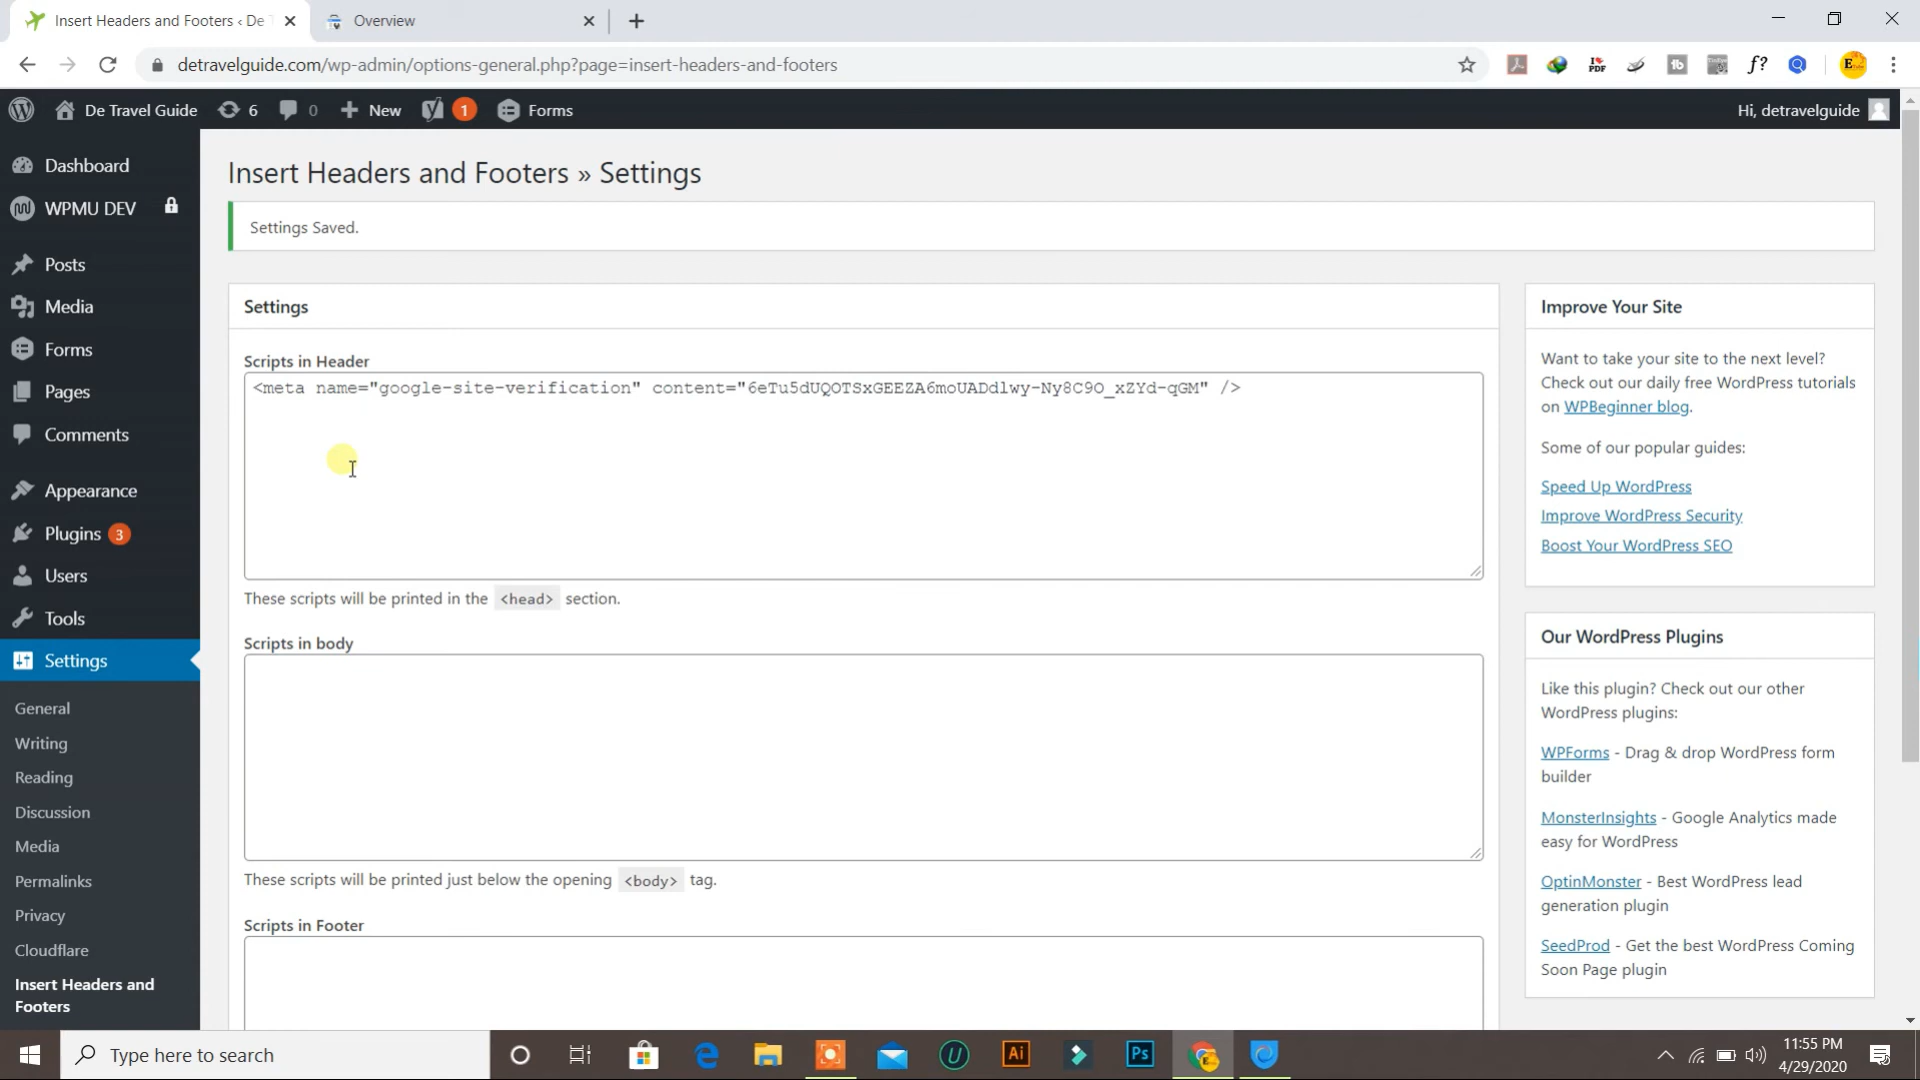 Insert Headers and Footers ‹ De T
Overview
detravelguide.com/wp-admin/options-general.php?page=insert-headers-and-footers
PDF
f?
E
De Travel Guide
6
0
New
1
Forms
Hi, detravelguide
Dashboard
WPMU DEV
Posts
Media
Forms
Pages
Comments
Appearance
Plugins 3
Users
Tools
Settings
General
Writing
Reading
Discussion
Media
Permalinks
Privacy
Cloudflare
Insert Headers and
Footers
Insert Headers and Footers » Settings
Settings Saved.
Settings
Scripts in Header
<meta name="google-site-verification" content="6eTu5dUQOTSxGEEZA6moUADdlwy-Ny8C9O_xZYd-qGM" />
These scripts will be printed in the <head> section.
Scripts in body
These scripts will be printed just below the opening <body> tag.
Scripts in Footer
Improve Your Site
Want to take your site to the next level?
Check out our daily free WordPress tutorials
on WPBeginner blog.
Some of our popular guides:
Speed Up WordPress
Improve WordPress Security
Boost Your WordPress SEO
Our WordPress Plugins
Like this plugin? Check out our other
WordPress plugins:
WPForms - Drag & drop WordPress form
builder
MonsterInsights - Google Analytics made
easy for WordPress
OptinMonster - Best WordPress lead
generation plugin
SeedProd - Get the best WordPress Coming
Soon Page plugin
Type here to search
Ai
Ps
11:55 PM
4/29/2020